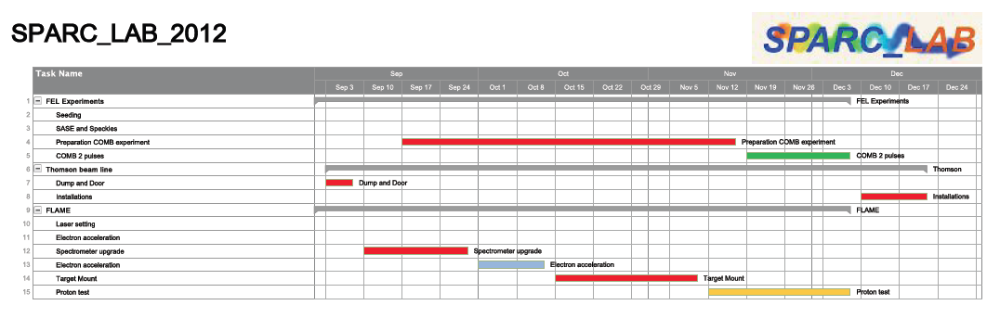 SPARC_LAB_2012
SPARC_LAB
Task Name
Sep Oct Nov Dec
Sep 3 Sep 10 Sep 17 Sep 24 Oct 1 Oct 8 Oct 15 Oct 22 Oct 29 Nov 5 Nov 12 Nov 19 Nov 26 Dec 3 Dec 10 Dec 17 Dec 24
1 FEL Experiments FEL Experiments
2 Seeding
3 SASE and Speckles
4 Preparation COMB experiment Preparation COMB experiment
5 COMB 2 pulses COMB 2 pulses
6 Thomson beam line Thomson
7 Dump and Door Dump and Door
8 Installations Installations
9 FLAME FLAME
10 Laser setting
11 Electron acceleration
12 Spectrometer upgrade Spectrometer upgrade
13 Electron acceleration Electron acceleration
14 Target Mount Target Mount
15 Proton test Proton test